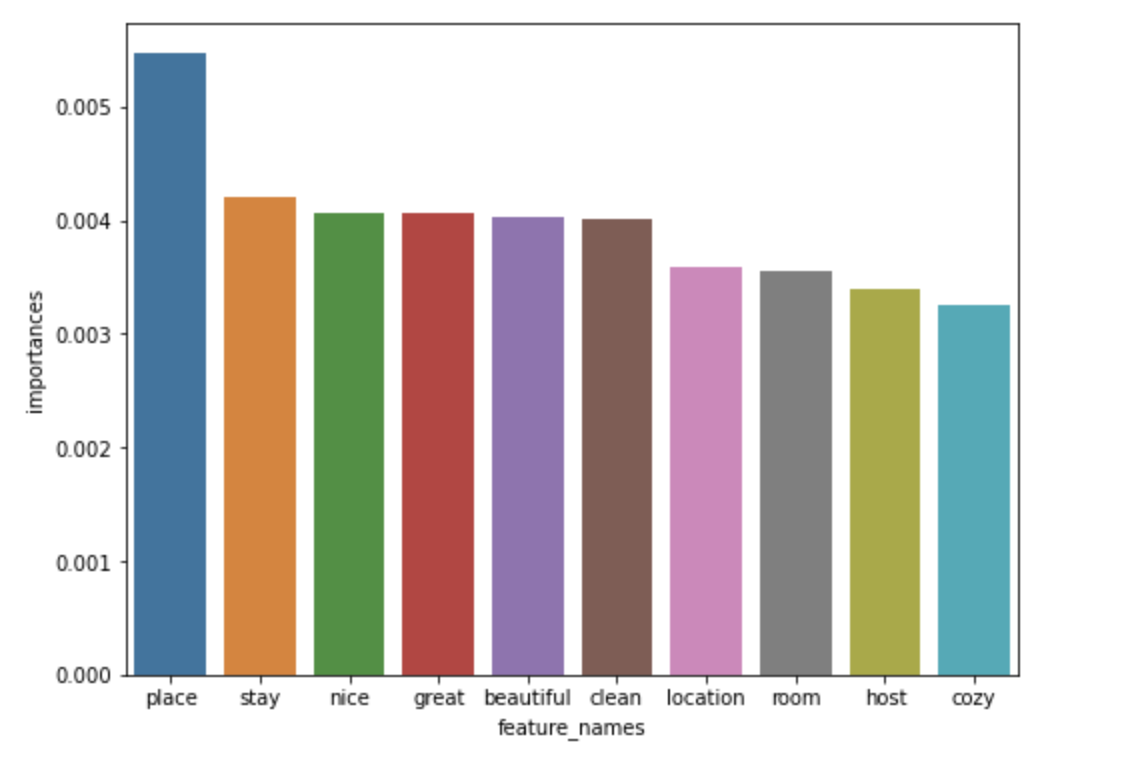 importances
0.005
0.004
0.003
0.002
0.001
0.000
place stay nice great beautiful clean location room host cozy
feature_names